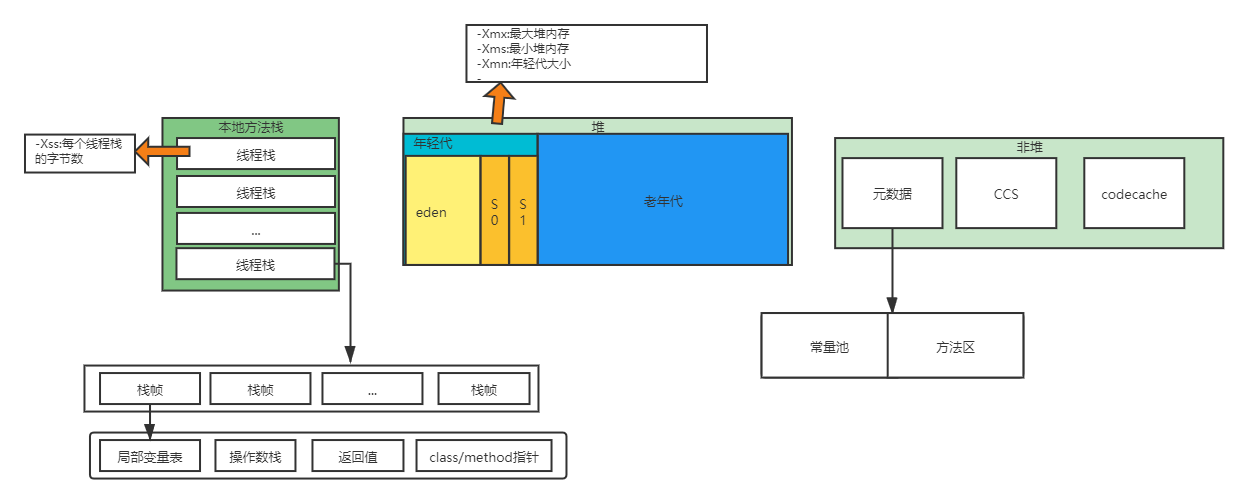 -Xmx:最大堆内存
-Xms:最小堆内存
-Xmn:年轻代大小
-
本地方法栈
-Xss:每个线程栈
的字节数
线程栈
线程栈
...
线程栈
堆
年轻代
eden
S
0
S
1
老年代
非堆
元数据
CCS
codecache
常量池
方法区
栈帧
栈帧
...
栈帧
局部变量表
操作数栈
返回值
class/method指针